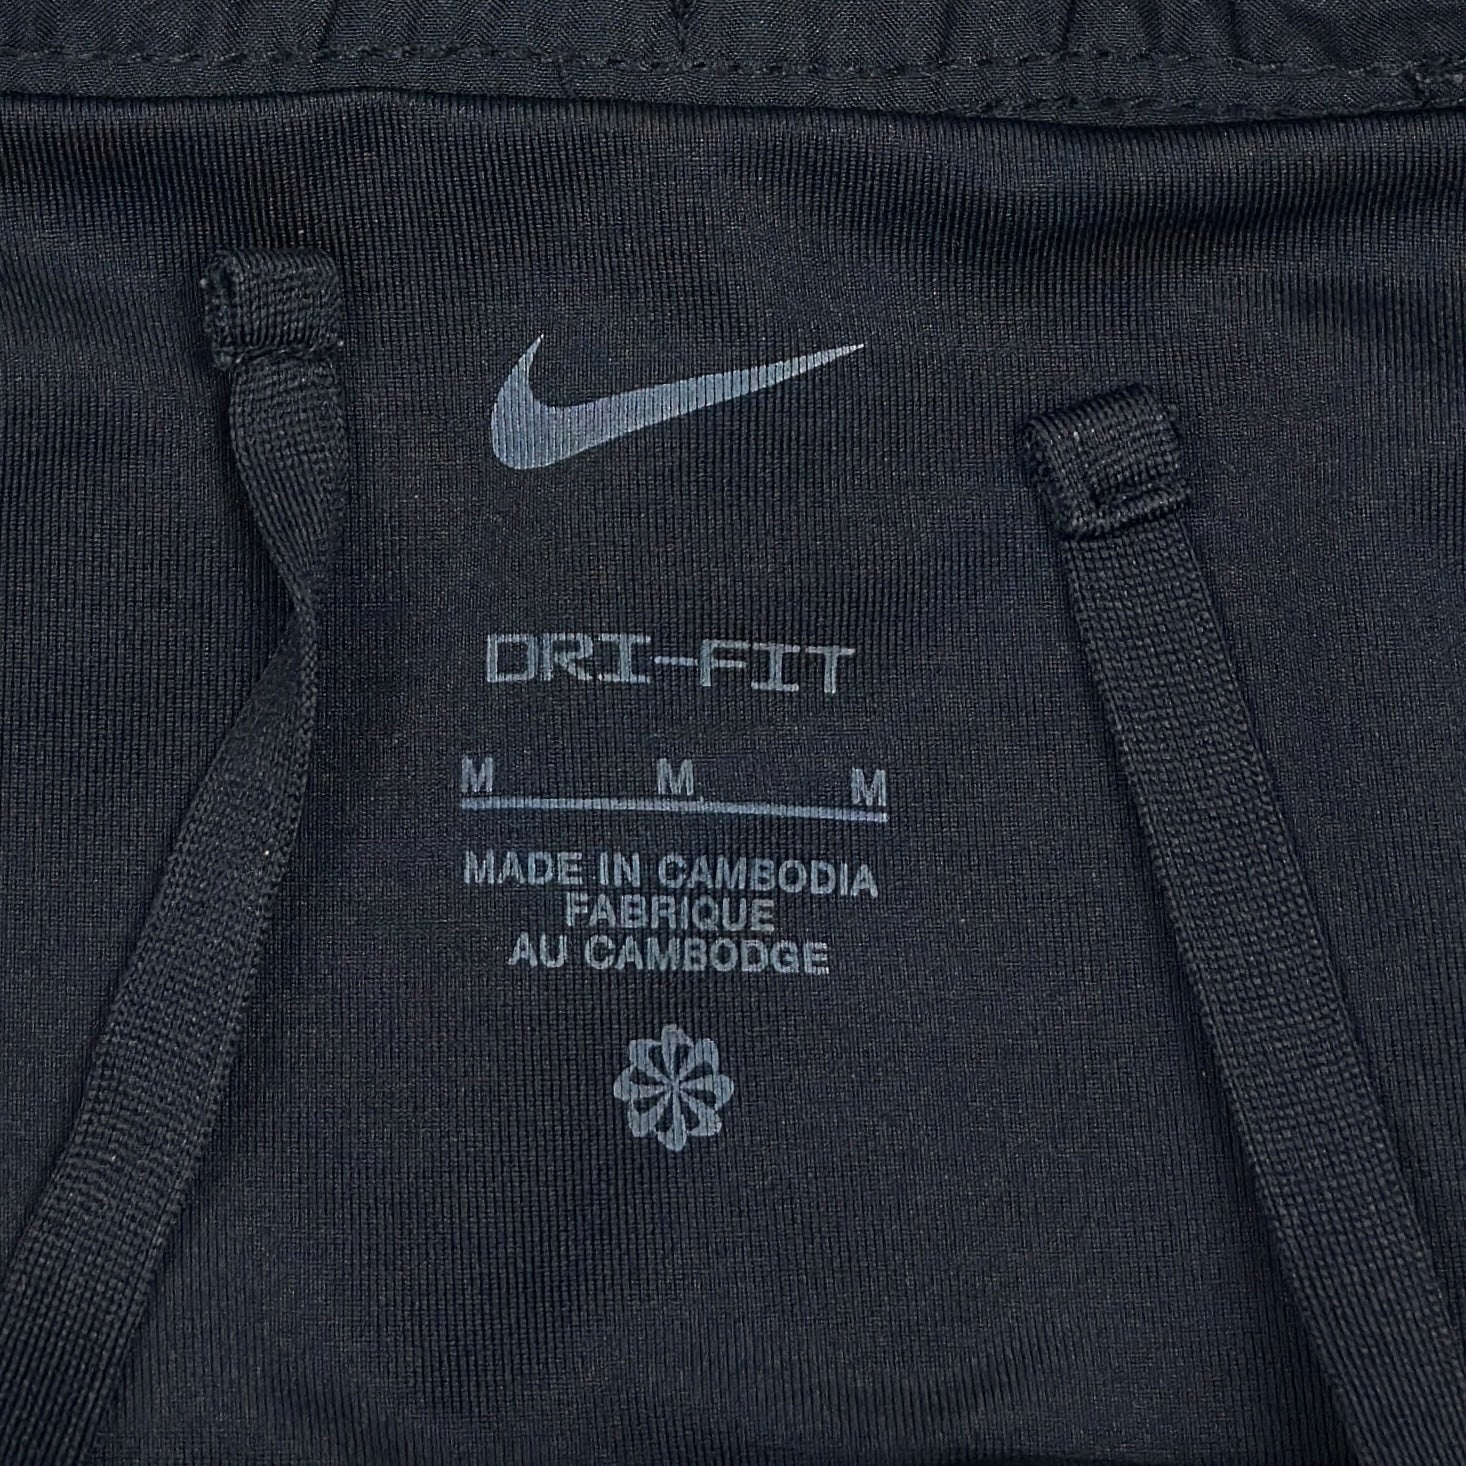 DRI-FIT
M M M
MADE IN CAMBODIA
FABRIQUE
AU CAMBODGE